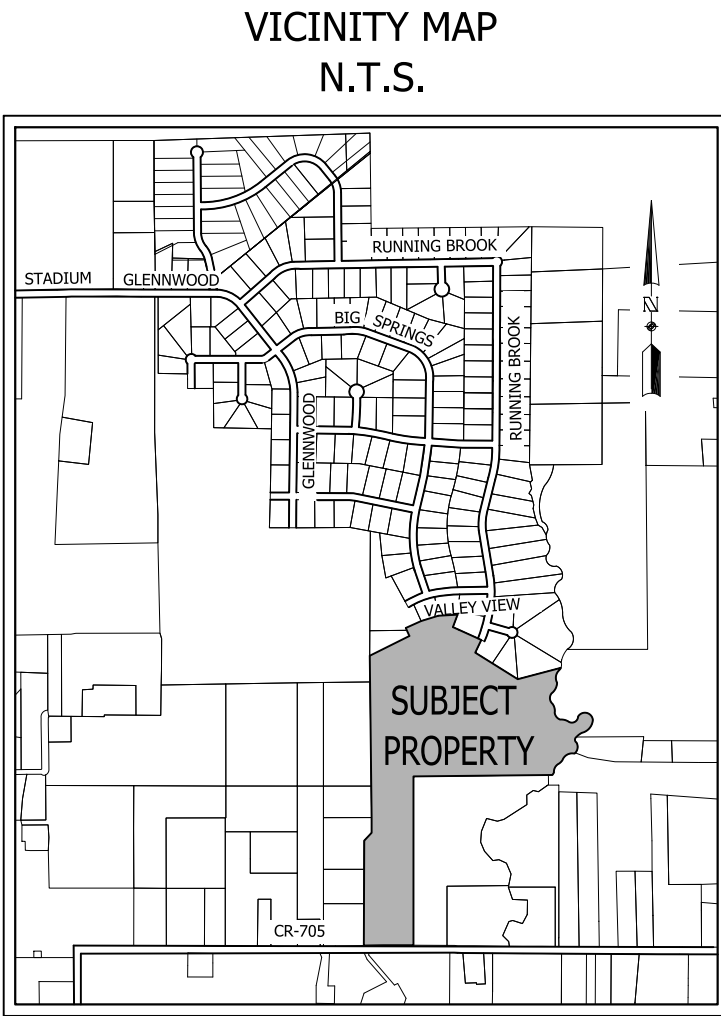 VICINITY MAP
N.T.S.
RUNNING BROOK
STADIUM
GLENNWOOD
N
BIG SPRINGS
RUNNING BROOK
GLENNWOOD
VALLEY VIEW
SUBJECT
PROPERTY
CR-705